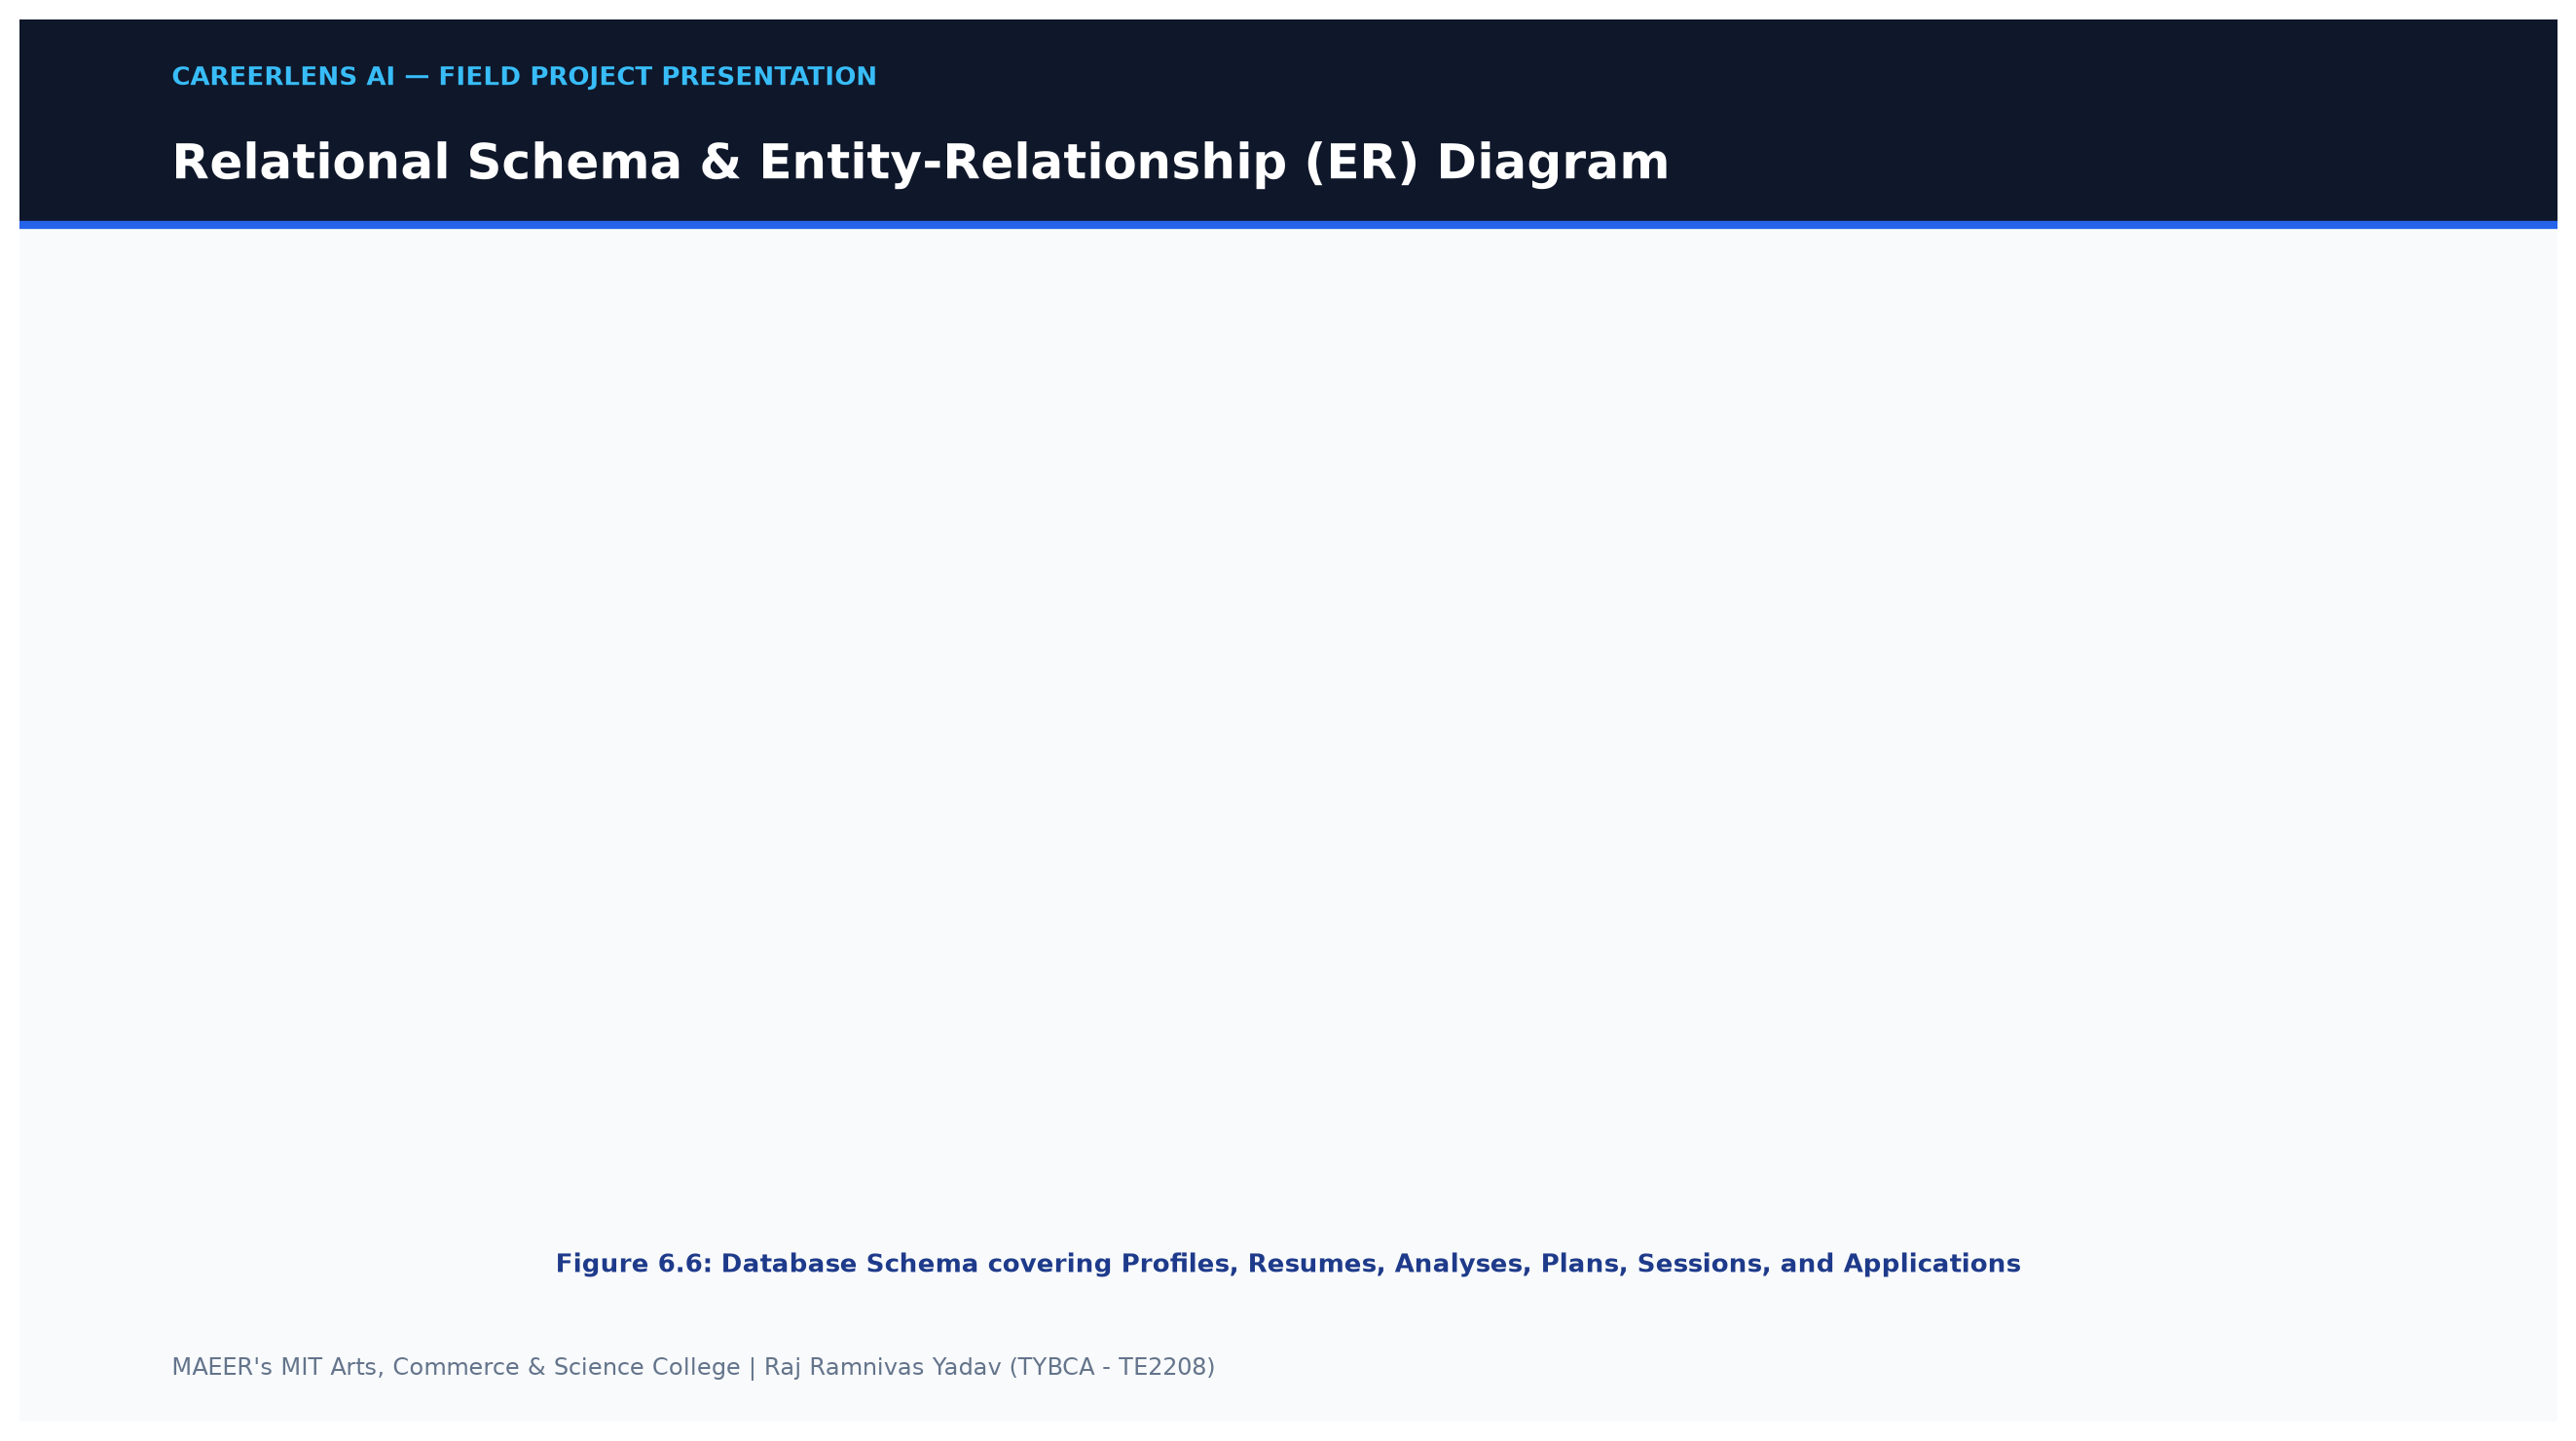 CAREERLENS AI — FIELD PROJECT PRESENTATION
Relational Schema & Entity-Relationship (ER) Diagram
Figure 6.6: Database Schema covering Profiles, Resumes, Analyses, Plans, Sessions, and Applications
MAEER's MIT Arts, Commerce & Science College | Raj Ramnivas Yadav (TYBCA - TE2208)